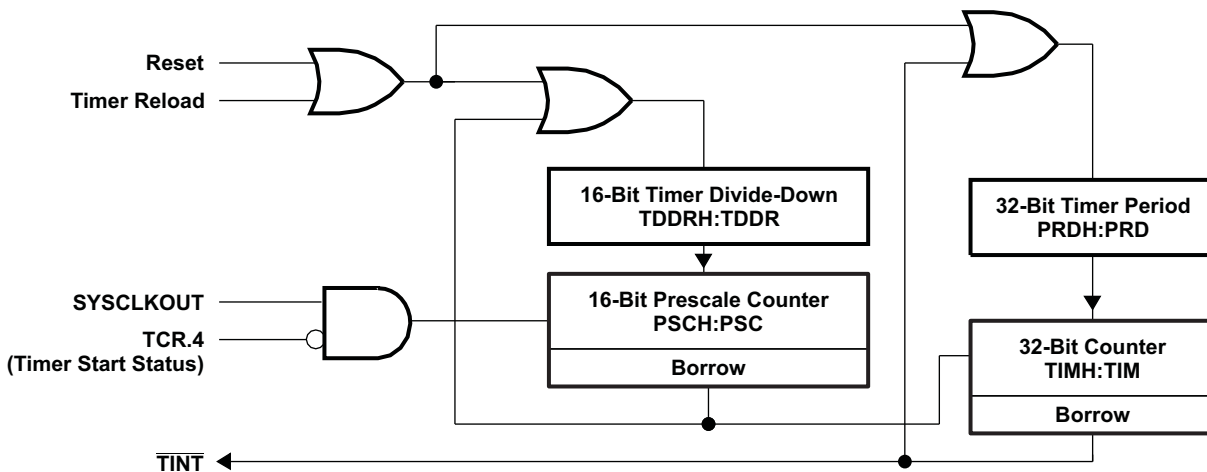 Reset
Timer Reload
16-Bit Timer Divide-Down
TDDRH:TDDR
32-Bit Timer Period
PRDH:PRD
SYSCLKOUT
TCR.4
(Timer Start Status)
16-Bit Prescale Counter
PSCH:PSC
Borrow
32-Bit Counter
TIMH:TIM
Borrow
TINT